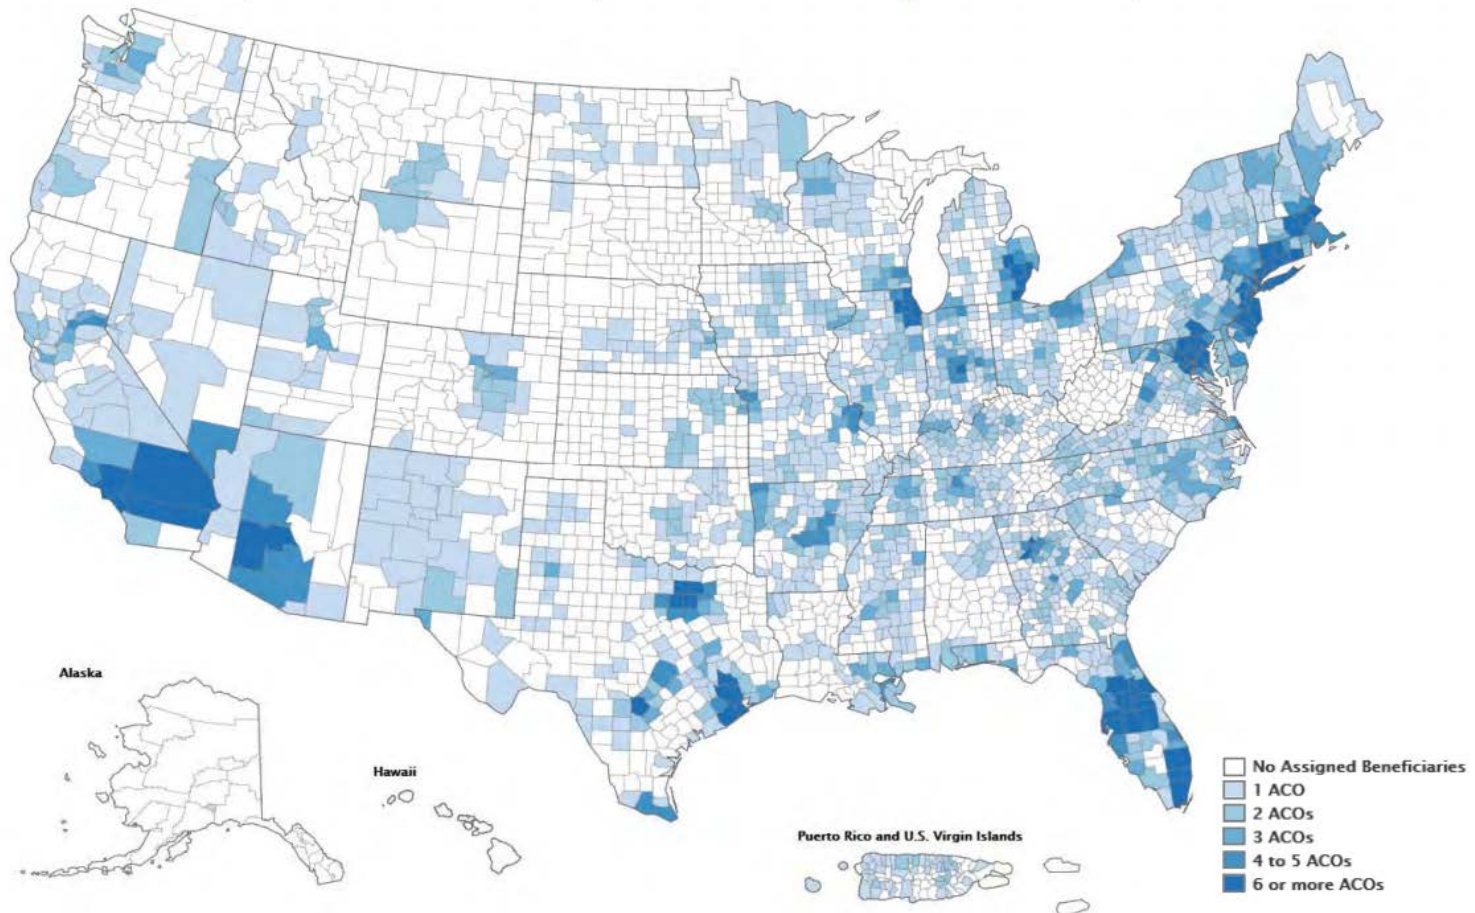 Alaska
Hawaii
Puerto Rico and U.S. Virgin Islands
No Assigned Beneficiaries
1 ACO
2 ACOs
3 ACOs
4 to 5 ACOs
6 or more ACOs